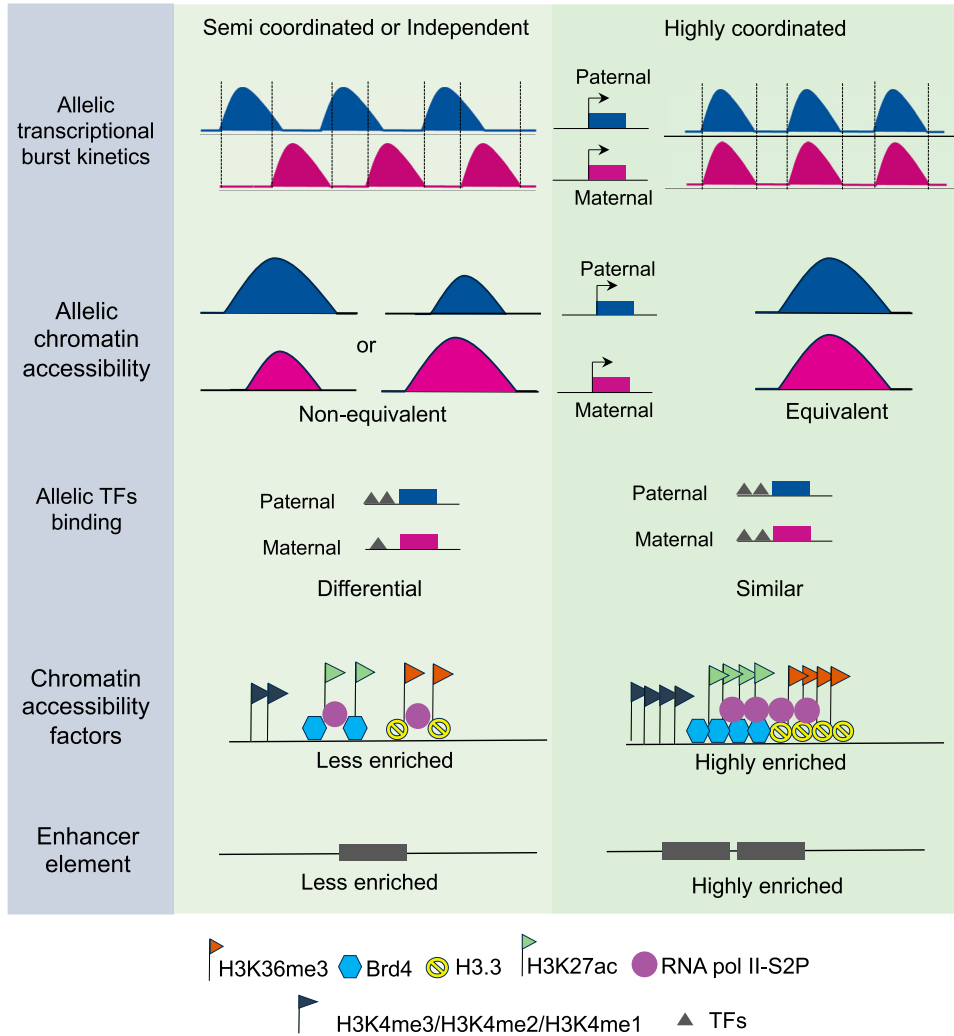 Semi coordinated or Independent
Highly coordinated
Allelic
transcriptional
burst kinetics
Paternal
Maternal
Allelic
chromatin
accessibility
or
Non-equivalent
Paternal
Maternal
Equivalent
Allelic TFs
binding
Paternal
Maternal
Differential
Paternal
Maternal
Similar
Chromatin
accessibility
factors
Less enriched
Highly enriched
Enhancer
element
Less enriched
Highly enriched
H3K36me3
Brd4
H3.3
H3K27ac
RNA pol II-S2P
H3K4me3/H3K4me2/H3K4me1
TFs